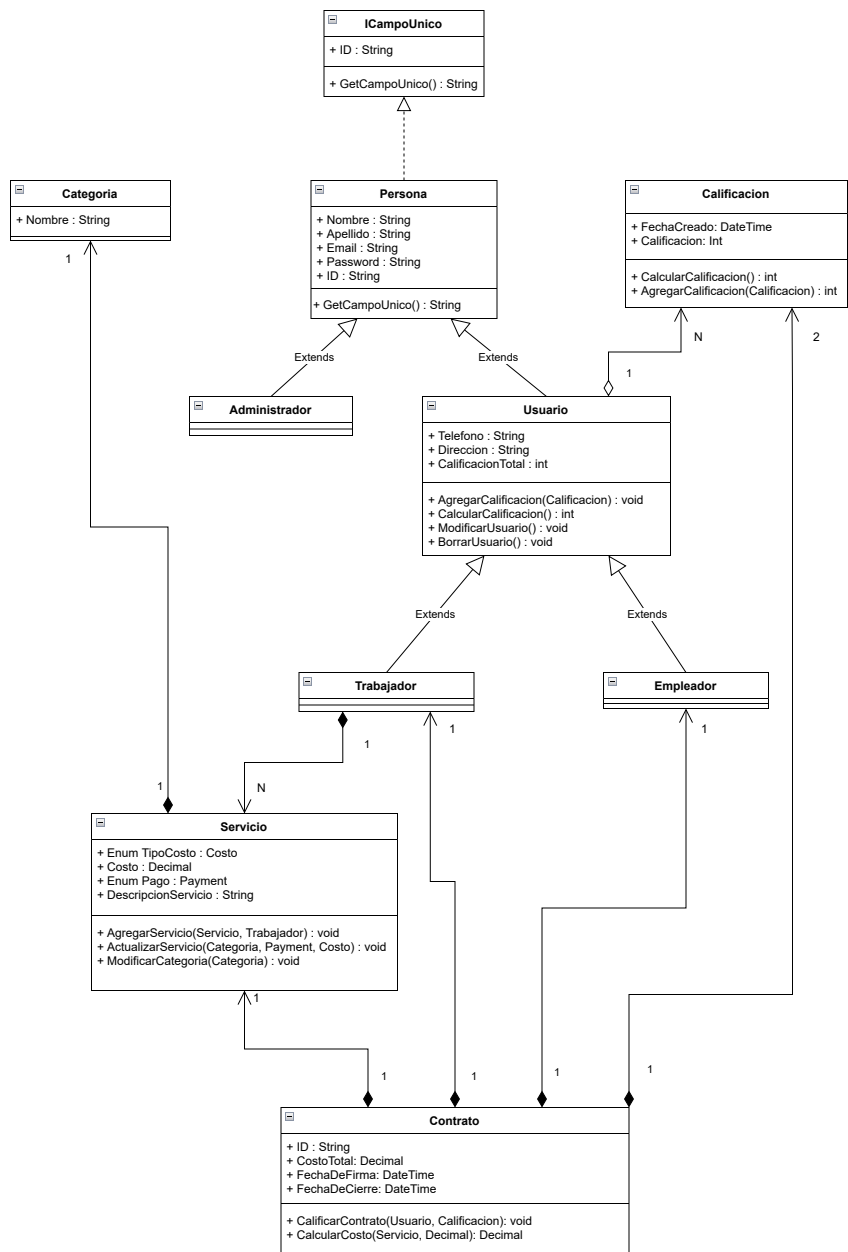 ICampoUnico
+ ID : String
+ GetCampoUnico() : String
Categoria
+ Nombre : String
Persona
+ Nombre : String
+ Apellido : String
+ Email : String
+ Password : String
+ ID : String
+ GetCampoUnico() : String
Calificacion
+ FechaCreado: DateTime
+ Calificacion: Int
+ CalcularCalificacion() : int
+ AgregarCalificacion(Calificacion) : int
1
N
2
Extends
Extends
1
Administrador
Usuario
+ Telefono : String
+ Direccion : String
+ CalificacionTotal : int
+ AgregarCalificacion(Calificacion) : void
+ CalcularCalificacion() : int
+ ModificarUsuario() : void
+ BorrarUsuario() : void
Extends
Extends
Trabajador
Empleador
1
1
1
1
N
Servicio
+ Enum TipoCosto : Costo
+ Costo : Decimal
+ Enum Pago : Payment
+ DescripcionServicio : String
+ AgregarServicio(Servicio, Trabajador) : void
+ ActualizarServicio(Categoria, Payment, Costo) : void
+ ModificarCategoria(Categoria) : void
1
1
1
1
1
Contrato
+ ID : String
+ CostoTotal: Decimal
+ FechaDeFirma: DateTime
+ FechaDeCierre: DateTime
+ CalificarContrato(Usuario, Calificacion): void
+ CalcularCosto(Servicio, Decimal): Decimal